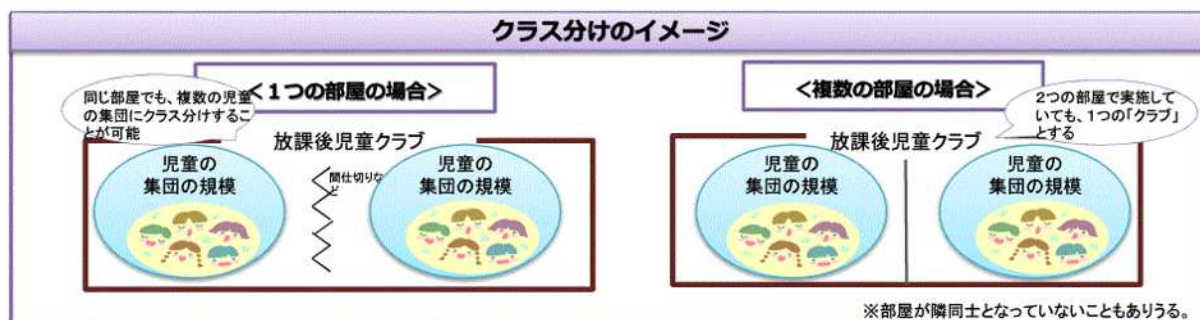 クラス分けのイメージ
＜１つの部屋の場合＞
同じ部屋でも、複数の児童
の集団にクラス分けするこ
とが可能
放課後児童クラブ
児童の
集団の規模
間仕切りな
ど
児童の
集団の規模
＜複数の部屋の場合＞
２つの部屋で実施して
いても、１つの「クラブ」
とする
放課後児童クラブ
児童の
集団の規模
児童の
集団の規模
※部屋が隣同士となっていないこともありうる。